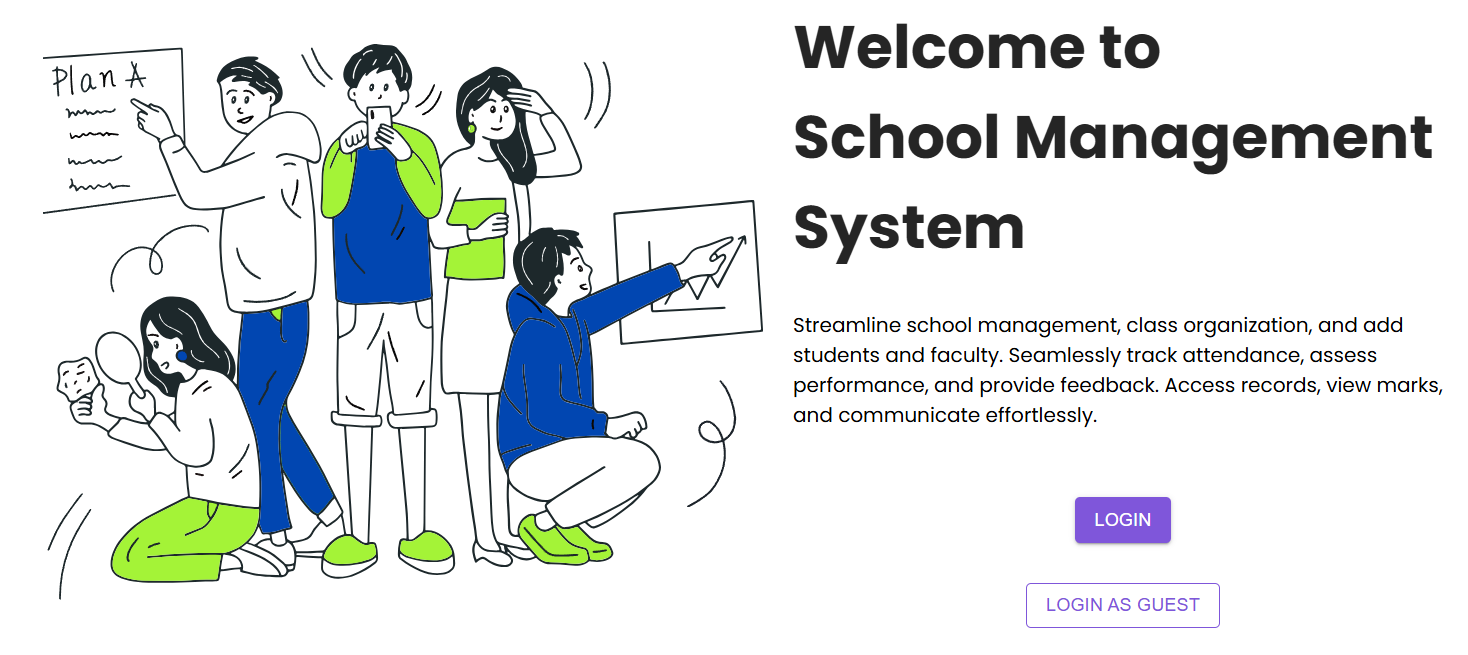 Plan A
Welcome to
School Management
System
Streamline school management, class organization, and add
students and faculty. Seamlessly track attendance, assess
performance, and provide feedback. Access records, view marks,
and communicate effortlessly.
LOGIN
LOGIN AS GUEST